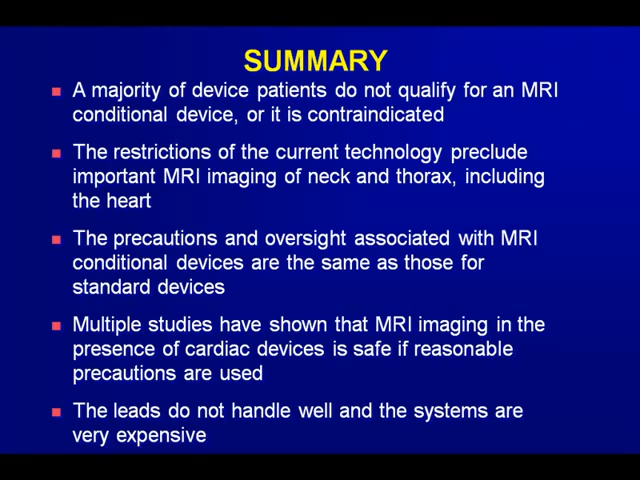 SUMMARY
A majority of device patients do not qualify for an MRI
conditional device, or it is contraindicated
The restrictions of the current technology preclude
important MRI imaging of neck and thorax, including
the heart
The precautions and oversight associated with MRI
conditional devices are the same as those for
standard devices
Multiple studies have shown that MRI imaging in the
presence of cardiac devices is safe if reasonable
precautions are used
The leads do not handle well and the systems are
very expensive